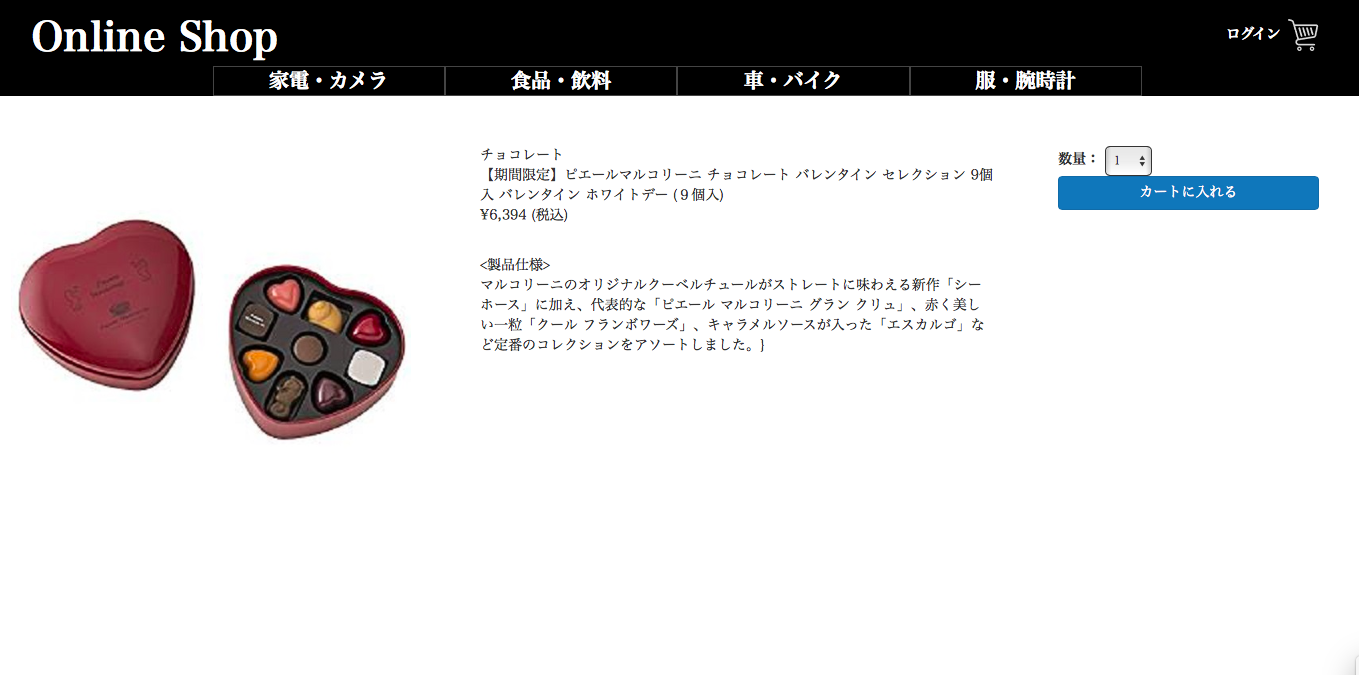 Online Shop
ログイン
家電・カメラ
食品・飲料
車・バイク
服・腕時計
チョコレート
【期間限定】ピエールマルコリーニ チョコレート バレンタイン セレクション 9個
入 バレンタイン ホワイトデー (９個入)
¥6,394 (税込)
<製品仕様>
マルコリーニのオリジナルクーベルチュールがストレートに味わえる新作「シー
ホース」に加え、代表的な「ピエール マルコリーニ グラン クリュ」、赤く美し
い一粒「クール フランボワーズ」、キャラメルソースが入った「エスカルゴ」な
ど定番のコレクションをアソートしました。}
数量： 1
カートに入れる